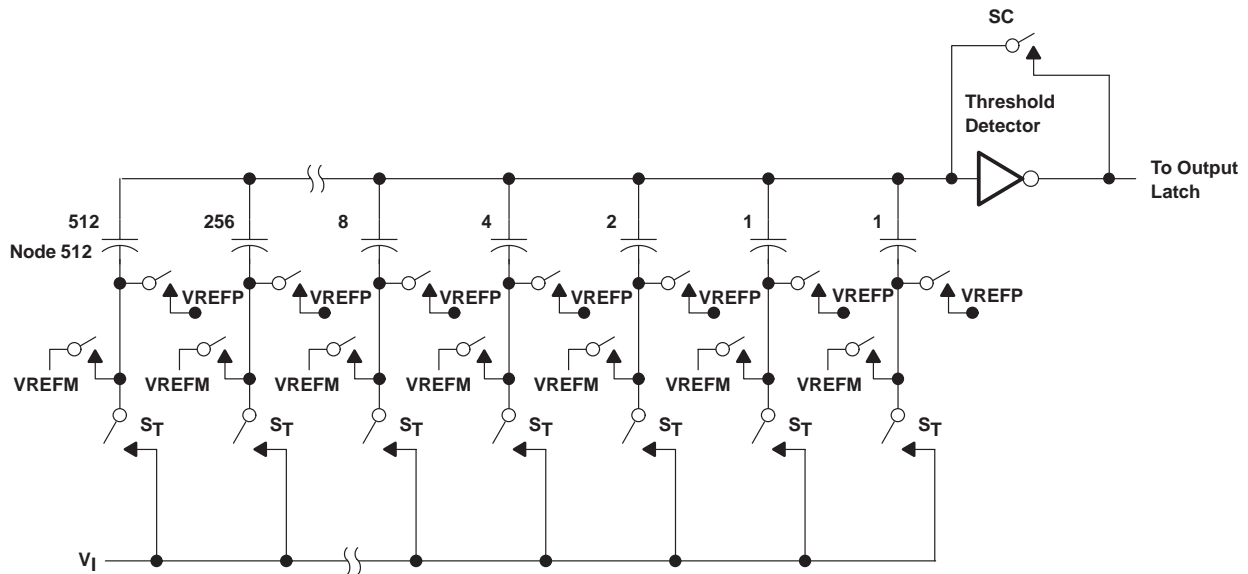 SC
Threshold
Detector
To Output
Latch
512
256
8
4
2
1
1
Node 512
VREFP
VREFP
VREFP
VREFP
VREFP
VREFP
VREFP
VREFM
VREFM
VREFM
VREFM
VREFM
VREFM
VREFM
ST
ST
ST
ST
ST
ST
ST
VI